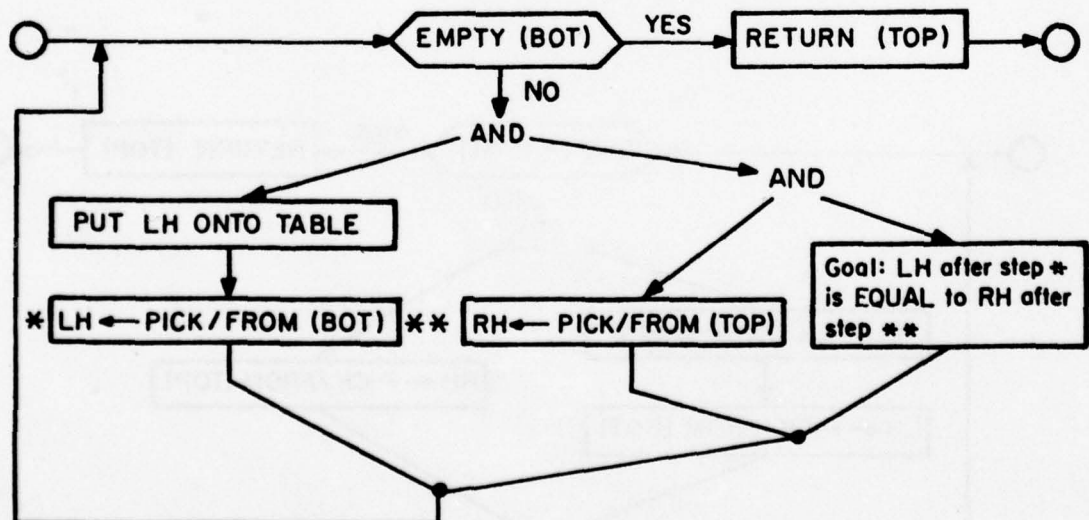 EMPTY (BOT)
YES
RETURN (TOP)
NO
AND
AND
PUT LH ONTO TABLE
Goal: LH after step *
is EQUAL to RH after
step **
* LH ← PICK/FROM (BOT)
** RH ← PICK/FROM (TOP)